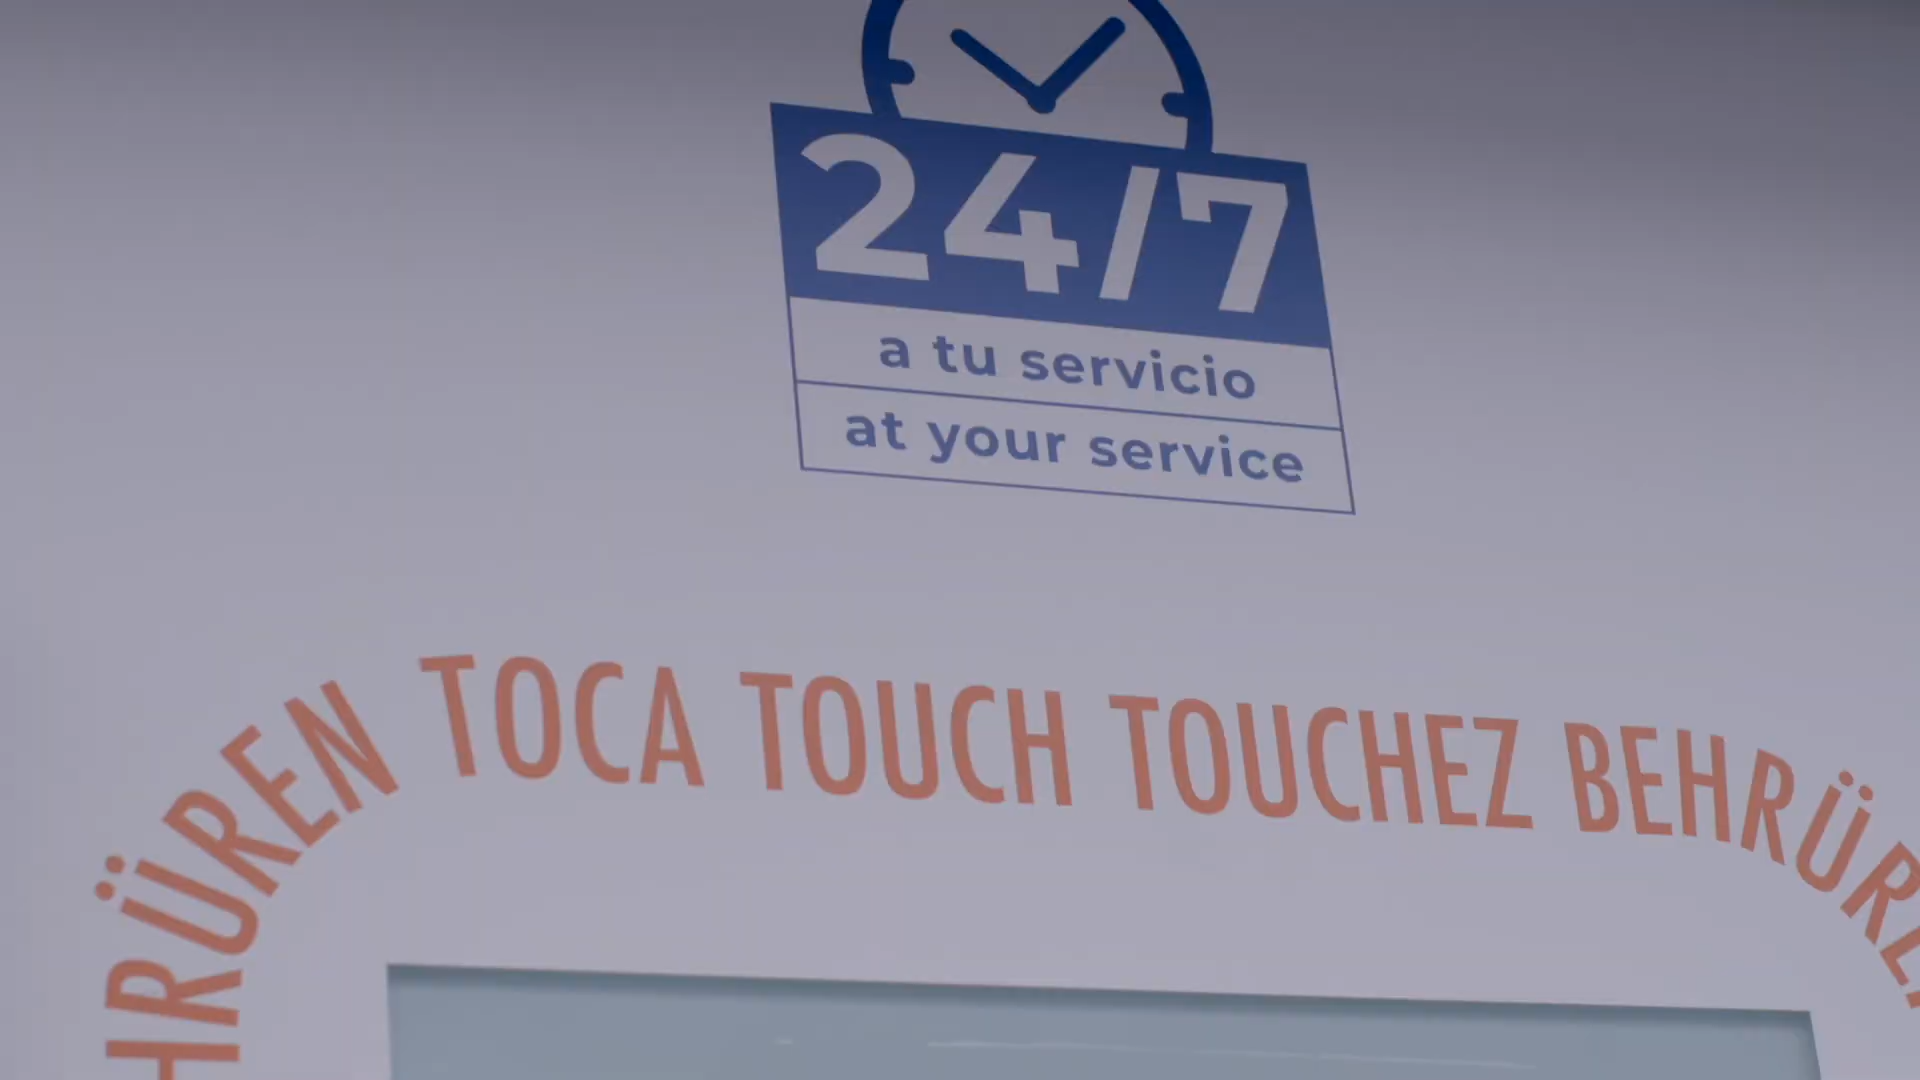 24/7
a tu servicio
at your service
HRÜREN TOCA TOUCH TOUCHEZ BEHRÜRE